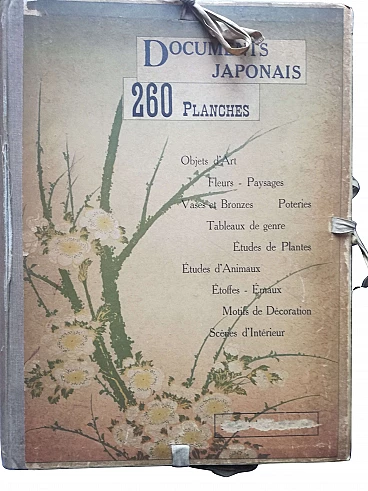 DOCUMENTS
JAPONAIS
260 PLANCHES
Objets d'Art
Fleurs - Paysages
Vases et Bronzes Poteries
Tableaux de genre
Études de Plantes
Études d'Animaux
Étoffes - Émaux
Motifs de Décoration
Scènes d'Intérieur